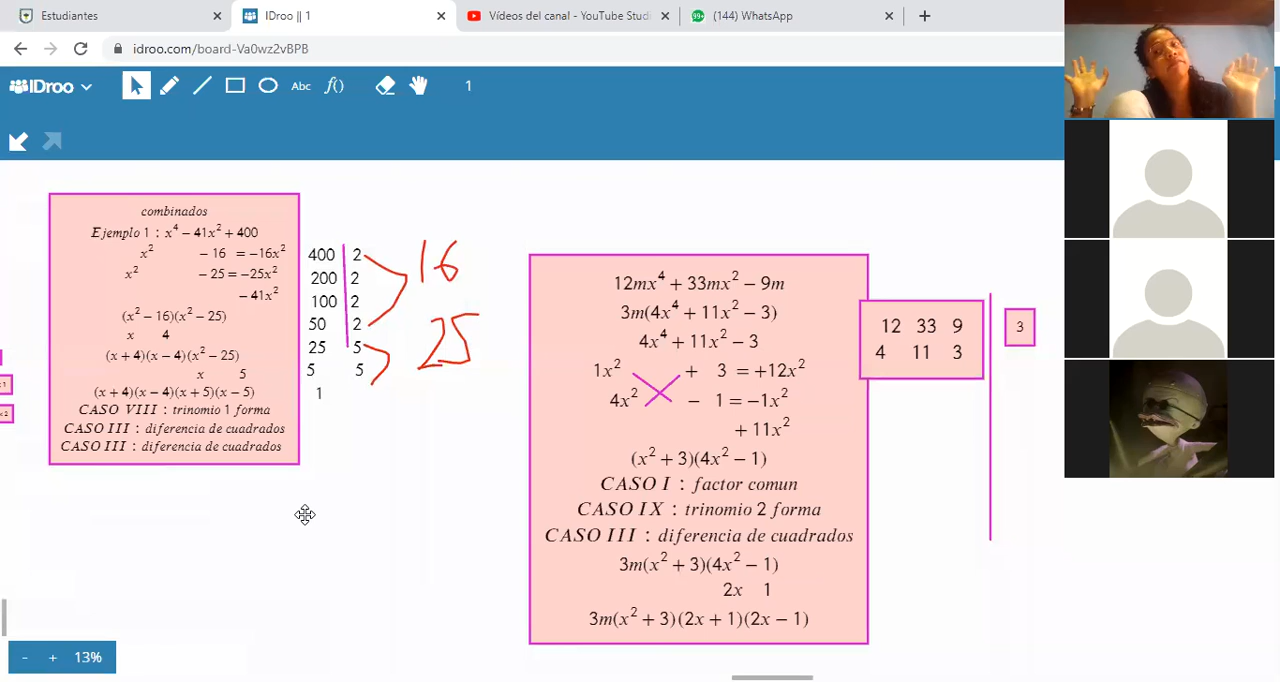 Estudiantes
IDroo || 1
Vídeos del canal - YouTube Studi
99+
(144) WhatsApp
idroo.com/board-Va0wz2vBPB
IDroo
Abc
f()
1
combinados
Ejemplo 1 : x⁴ − 41x² + 400
x² − 16 = −16x²
x² − 25 = −25x²
− 41x²
(x² − 16)(x² − 25)
x 4
(x + 4)(x − 4)(x² − 25)
x 5
(x + 4)(x − 4)(x + 5)(x − 5)
CASO VIII : trinomio 1 forma
CASO III : diferencia de cuadrados
CASO III : diferencia de cuadrados
400 2
200 2
100 2
50 2
25 5
5 5
1
16
25
12mx⁴ + 33mx² − 9m
3m(4x⁴ + 11x² − 3)
4x⁴ + 11x² − 3
1x² + 3 = +12x²
4x² − 1 = −1x²
+ 11x²
(x² + 3)(4x² − 1)
CASO I : factor comun
CASO IX : trinomio 2 forma
CASO III : diferencia de cuadrados
3m(x² + 3)(4x² − 1)
2x 1
3m(x² + 3)(2x + 1)(2x − 1)
12 33 9
4 11 3
3
- + 13%